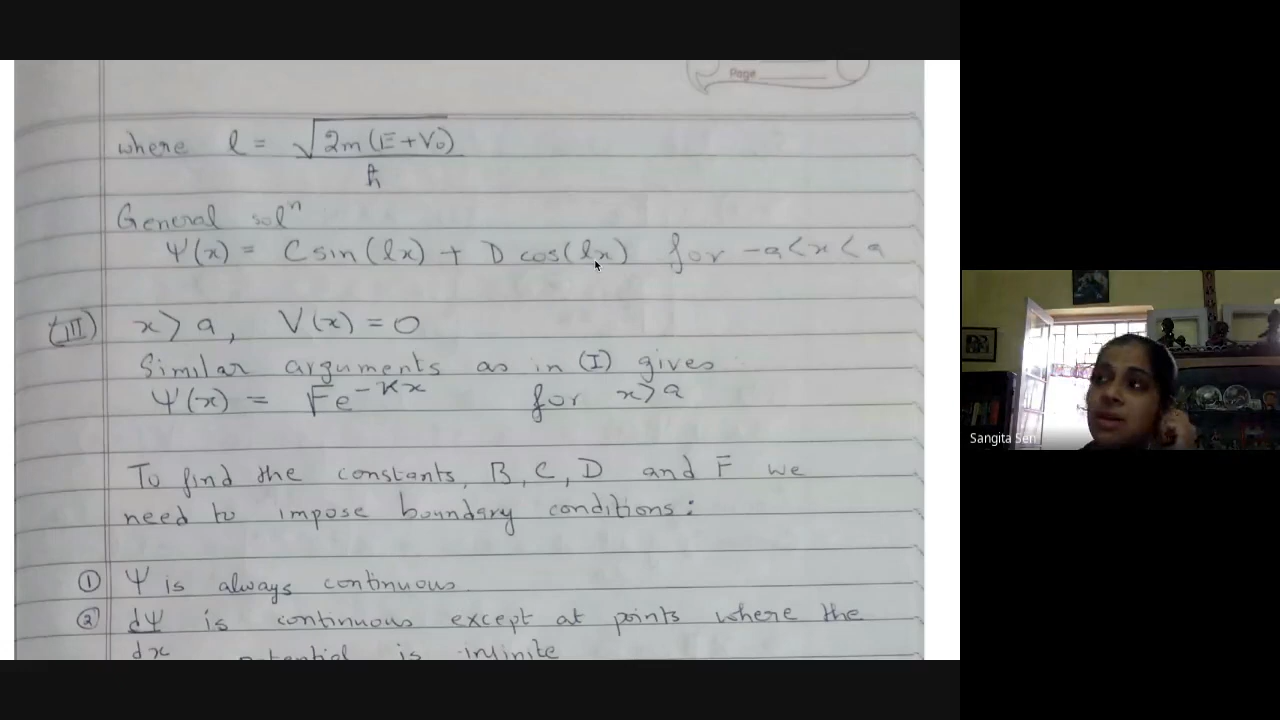 Page
where l = √2m(E+V₀)
ħ
General solⁿ
Ψ(x) = C sin(lx) + D cos(lx) for -a<x<a
(III) x > a, V(x) = 0
Similar arguments as in (I) gives
Ψ(x) = Fe^-Kx for x>a
To find the constants, B, C, D and F we
need to impose boundary conditions:
① Ψ is always continuous.
② dΨ is continuous except at points where the
dx potential is infinite
Sangita Sen